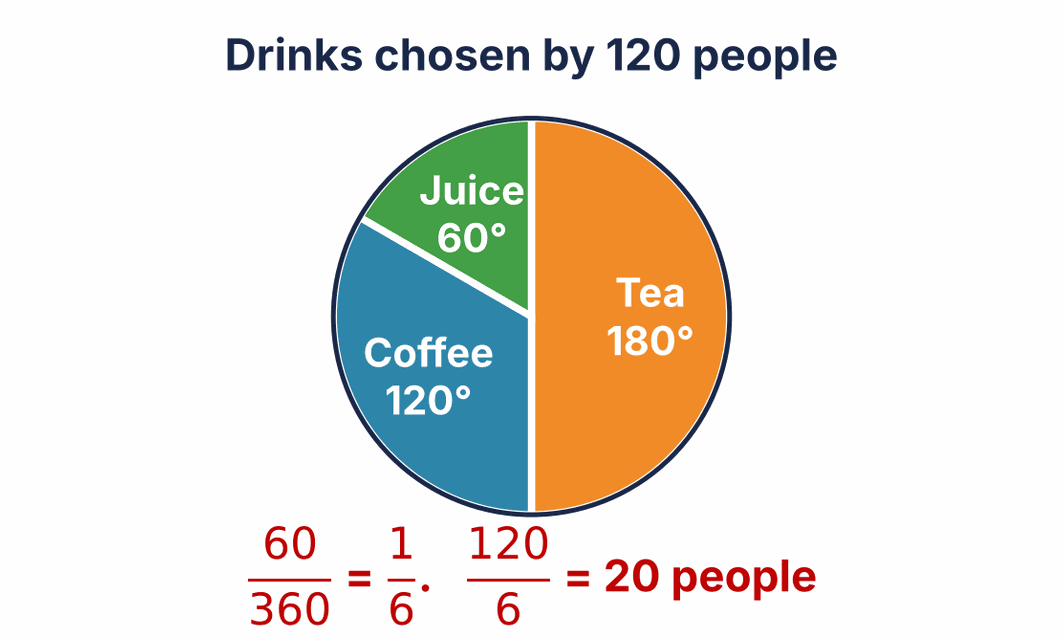 Drinks chosen by 120 people
Juice
60°
Tea
180°
Coffee
120°
60/360 = 1/6. 120/6 = 20 people